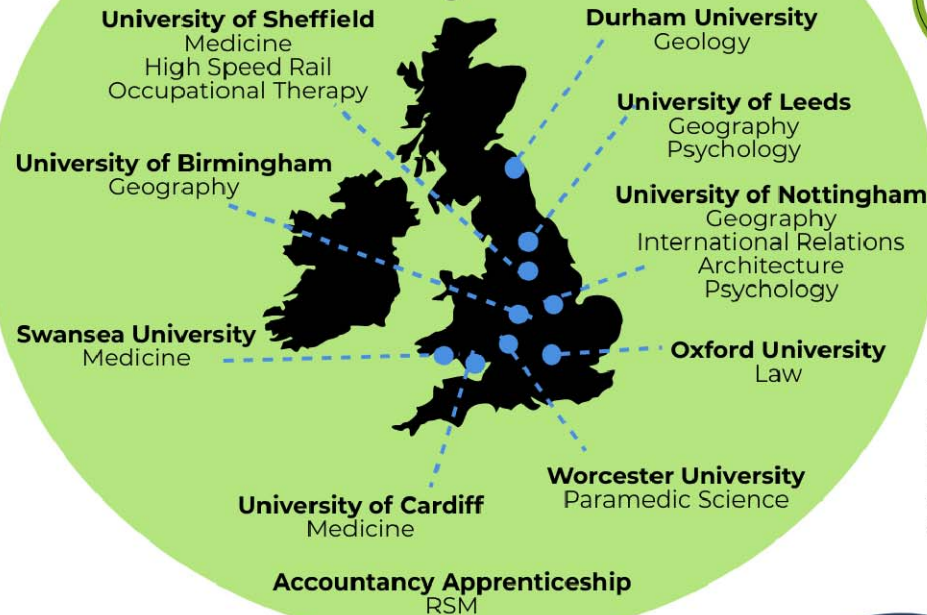 University of Sheffield
Medicine
High Speed Rail
Occupational Therapy
Durham University
Geology
University of Leeds
Geography
Psychology
University of Birmingham
Geography
University of Nottingham
Geography
International Relations
Architecture
Psychology
Swansea University
Medicine
Oxford University
Law
Worcester University
Paramedic Science
University of Cardiff
Medicine
Accountancy Apprenticeship
RSM